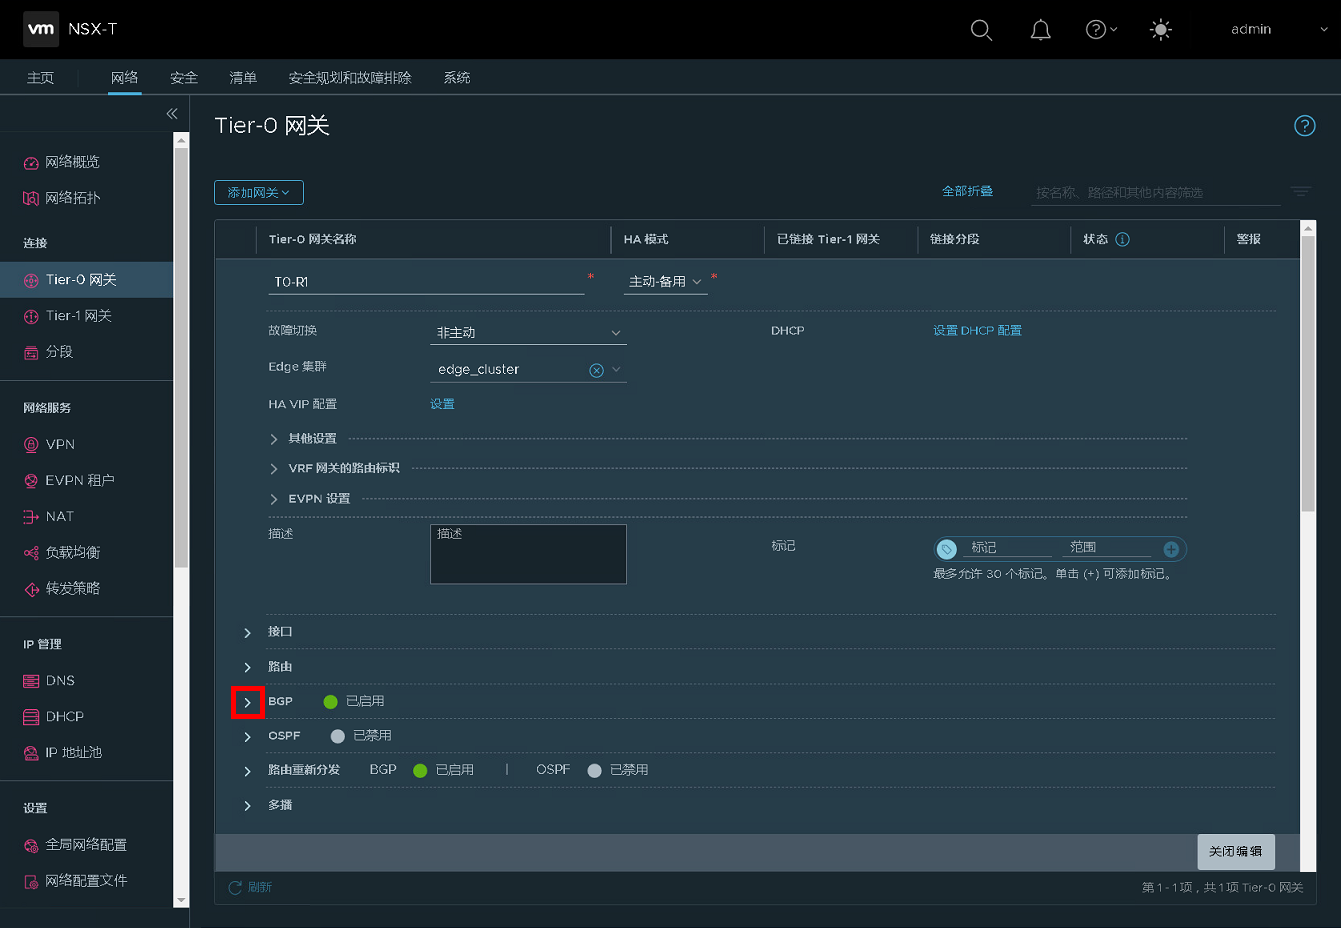 vm NSX-T admin
主页 网络 安全 清单 安全规划和故障排除 系统
Tier-0 网关
网络概览
网络拓扑
连接
Tier-0 网关
Tier-1 网关
分段
网络服务
VPN
EVPN 租户
NAT
负载均衡
转发策略
IP 管理
DNS
DHCP
IP 地址池
设置
全局网络配置
网络配置文件
添加网关 全部折叠 按名称、路径和其他内容筛选
Tier-0 网关名称 HA 模式 已链接 Tier-1 网关 链接分段 状态 警报
T0-R1 * 主动-备用 *
故障切换 非主动 DHCP 设置 DHCP 配置
Edge 集群 edge_cluster
HA VIP 配置 设置
其他设置
VRF 网关的路由标识
EVPN 设置
描述 描述 标记 标记 范围
最多允许 30 个标记。单击 (+) 可添加标记。
接口
路由
BGP 已启用
OSPF 已禁用
路由重新分发 BGP 已启用 | OSPF 已禁用
多播
关闭编辑
刷新 第 1 - 1 项，共 1 项 Tier-0 网关